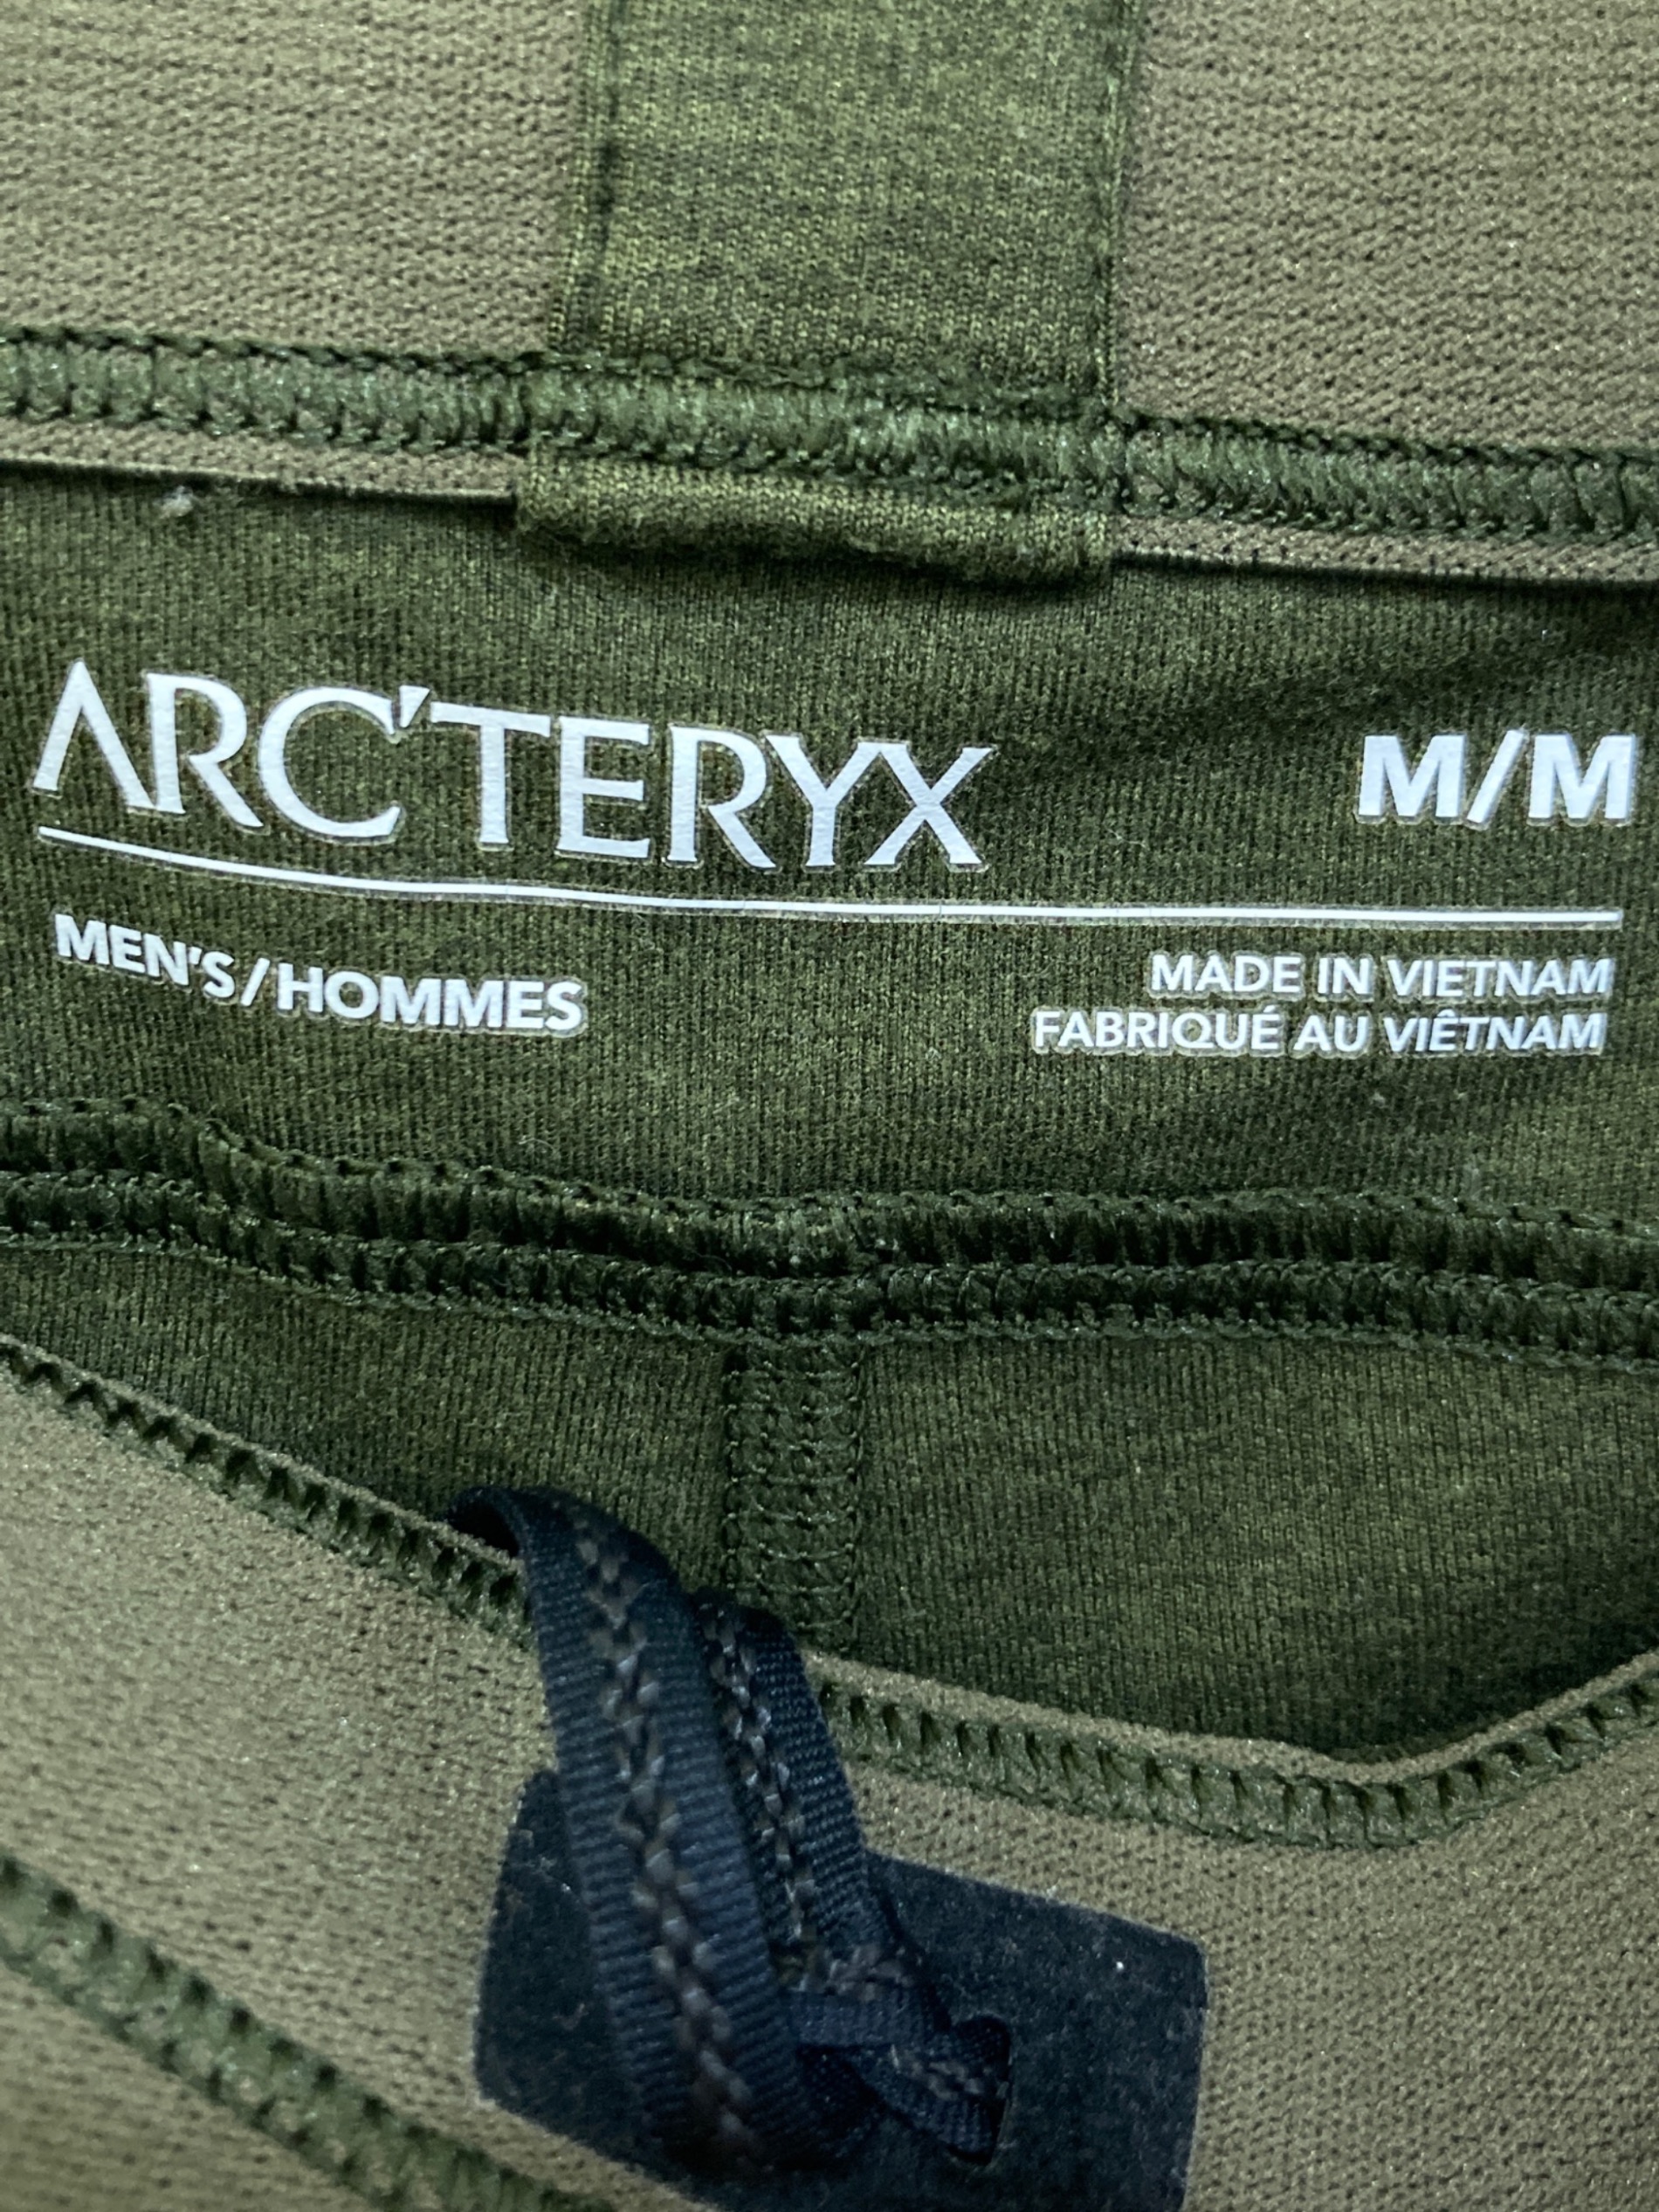 ARC'TERYX M/M
MEN'S/HOMMES
MADE IN VIETNAM
FABRIQUÉ AU VIÊTNAM